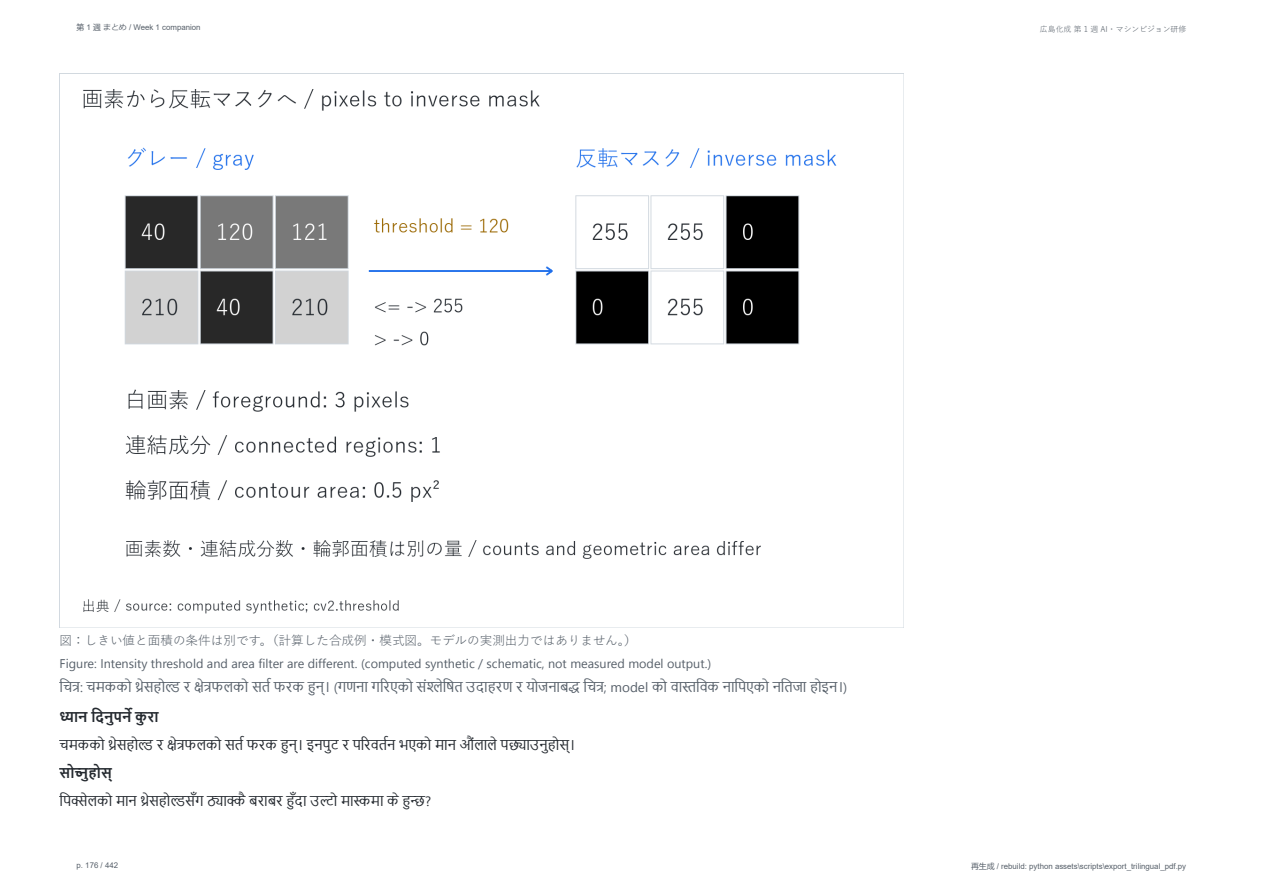 第 1 週 まとめ / Week 1 companion
広島化成 第 1 週 AI・マシンビジョン研修
画素から反転マスクへ / pixels to inverse mask
グレー / gray
反転マスク / inverse mask
40 120 121
threshold = 120
255 255 0
210 40 210
<= -> 255
> -> 0
0 255 0
白画素 / foreground: 3 pixels
連結成分 / connected regions: 1
輪郭面積 / contour area: 0.5 px²
画素数・連結成分数・輪郭面積は別の量 / counts and geometric area differ
出典 / source: computed synthetic; cv2.threshold
図：しきい値と面積の条件は別です。（計算した合成例・模式図。モデルの実測出力ではありません。）
Figure: Intensity threshold and area filter are different. (computed synthetic / schematic, not measured model output.)
चित्र: चमकको थ्रेसहोल्ड र क्षेत्रफलको सर्त फरक हुन्। (गणना गरिएको संश्लेषित उदाहरण र योजनाबद्ध चित्र; model को वास्तविक नापिएको नतिजा होइन।)
ध्यान दिनुपर्ने कुरा
चमकको थ्रेसहोल्ड र क्षेत्रफलको सर्त फरक हुन्। इनपुट र परिवर्तन भएको मान औंलाले पछ्याउनुहोस्।
सोच्नुहोस्
पिक्सेलको मान थ्रेसहोल्डसँग ठ्याक्कै बराबर हुँदा उल्टो मास्कमा के हुन्छ?
p. 176 / 442
再生成 / rebuild: python assets\scripts\export_trilingual_pdf.py